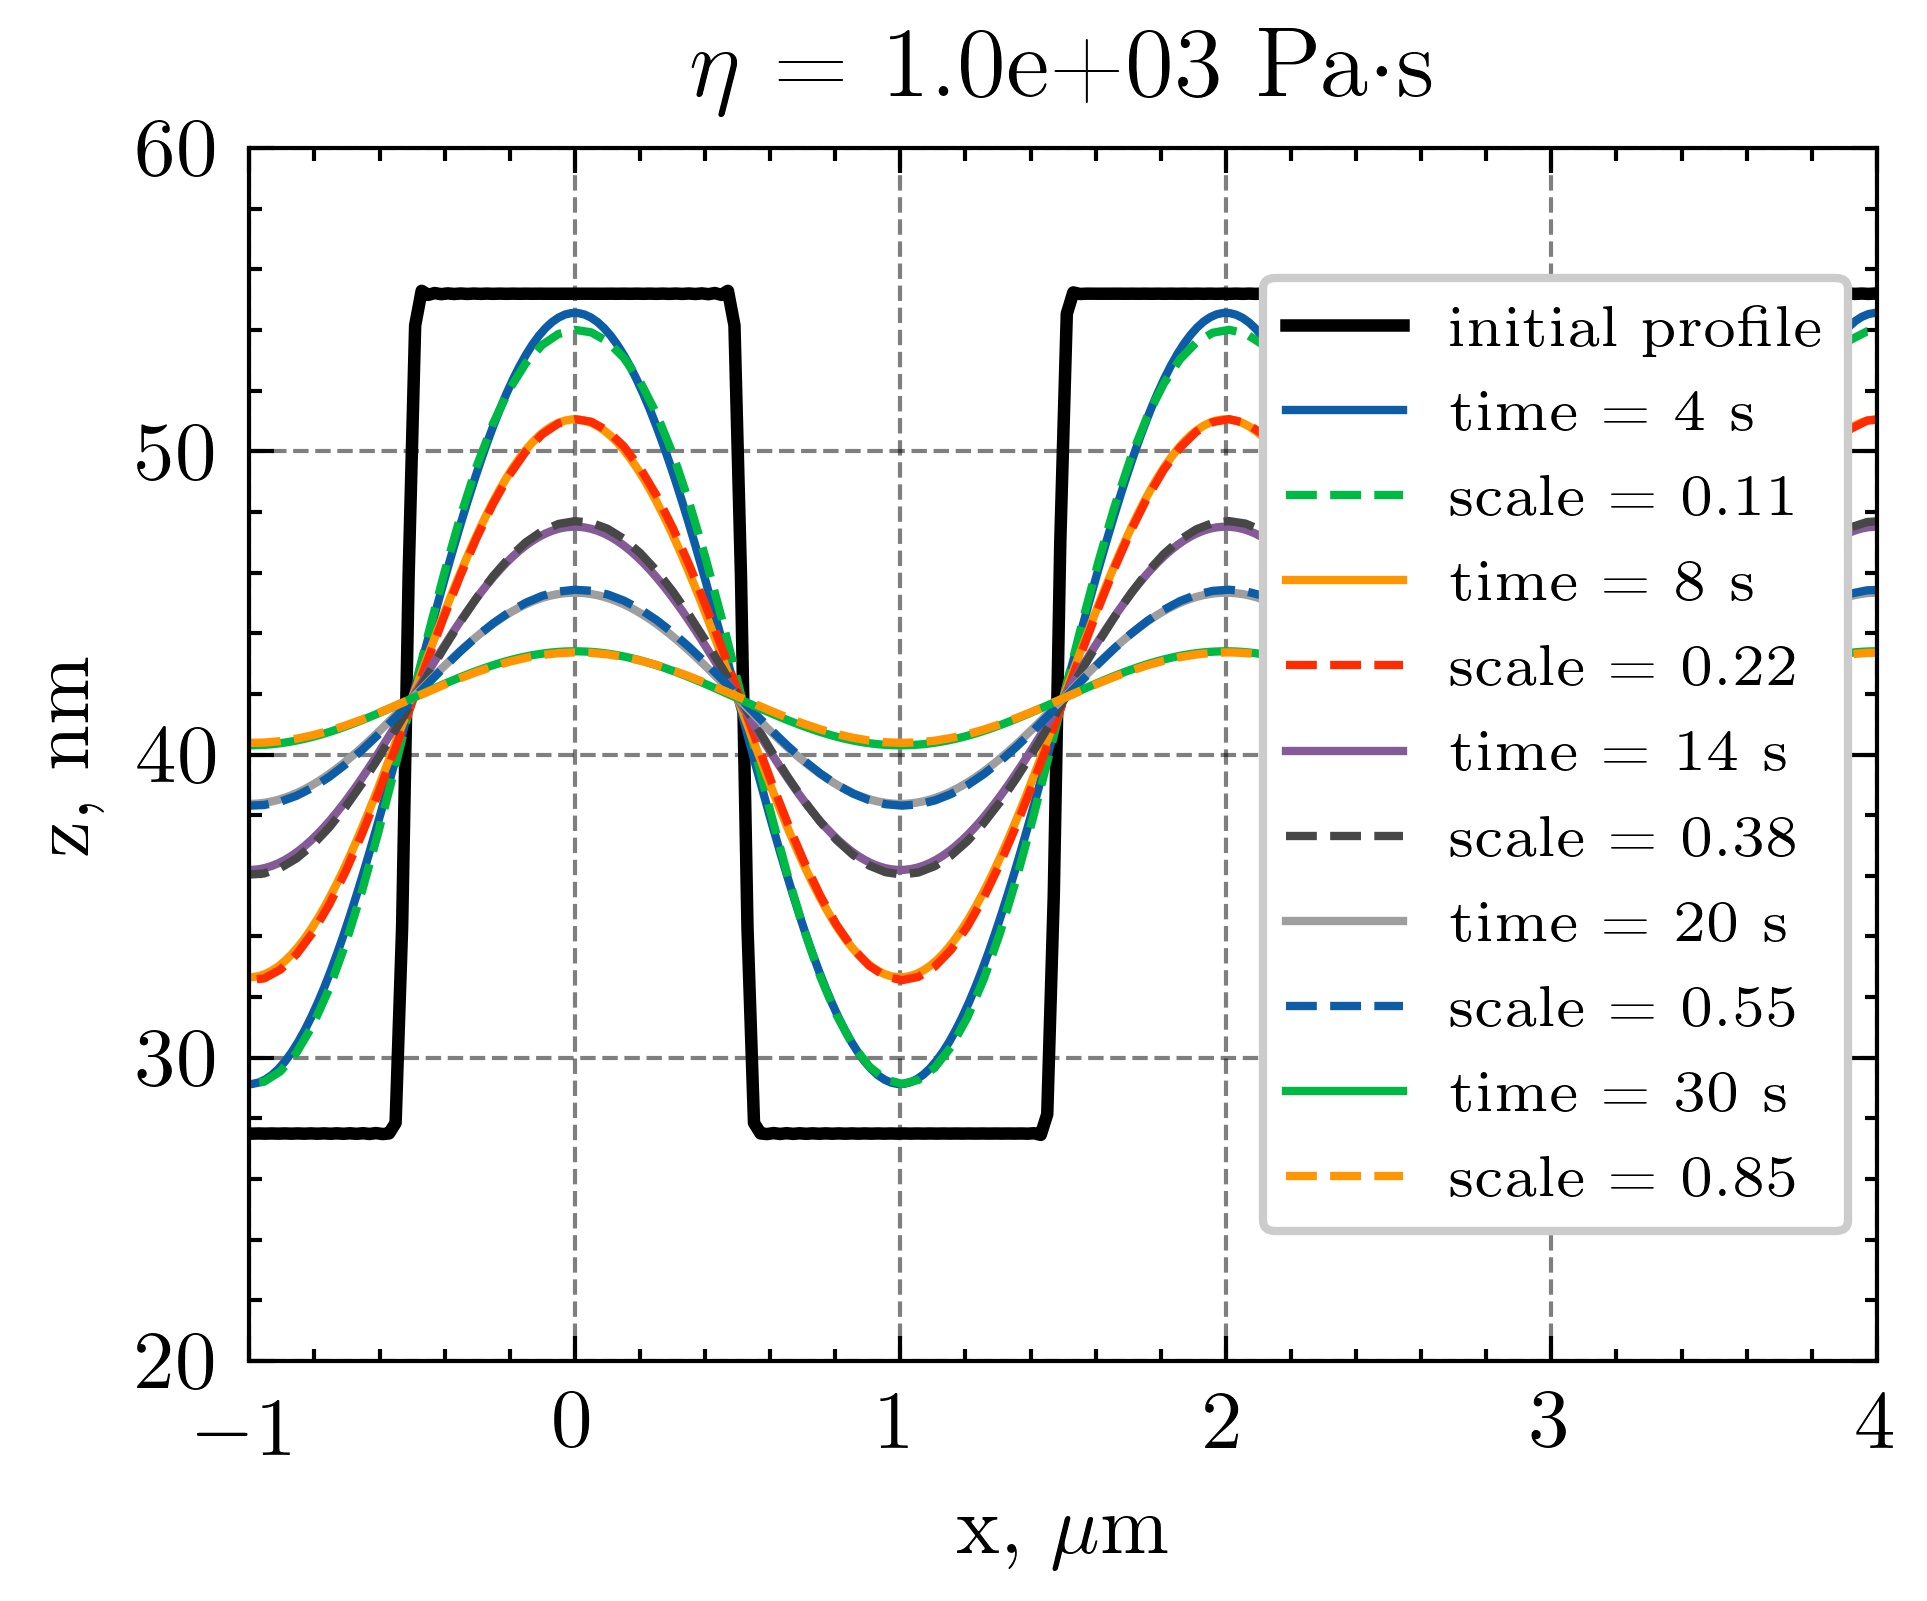 η = 1.0e+03 Pa·s
60
50
40
30
20
z, nm
−1 0 1 2 3 4
x, μm
initial profile
time = 4 s
scale = 0.11
time = 8 s
scale = 0.22
time = 14 s
scale = 0.38
time = 20 s
scale = 0.55
time = 30 s
scale = 0.85